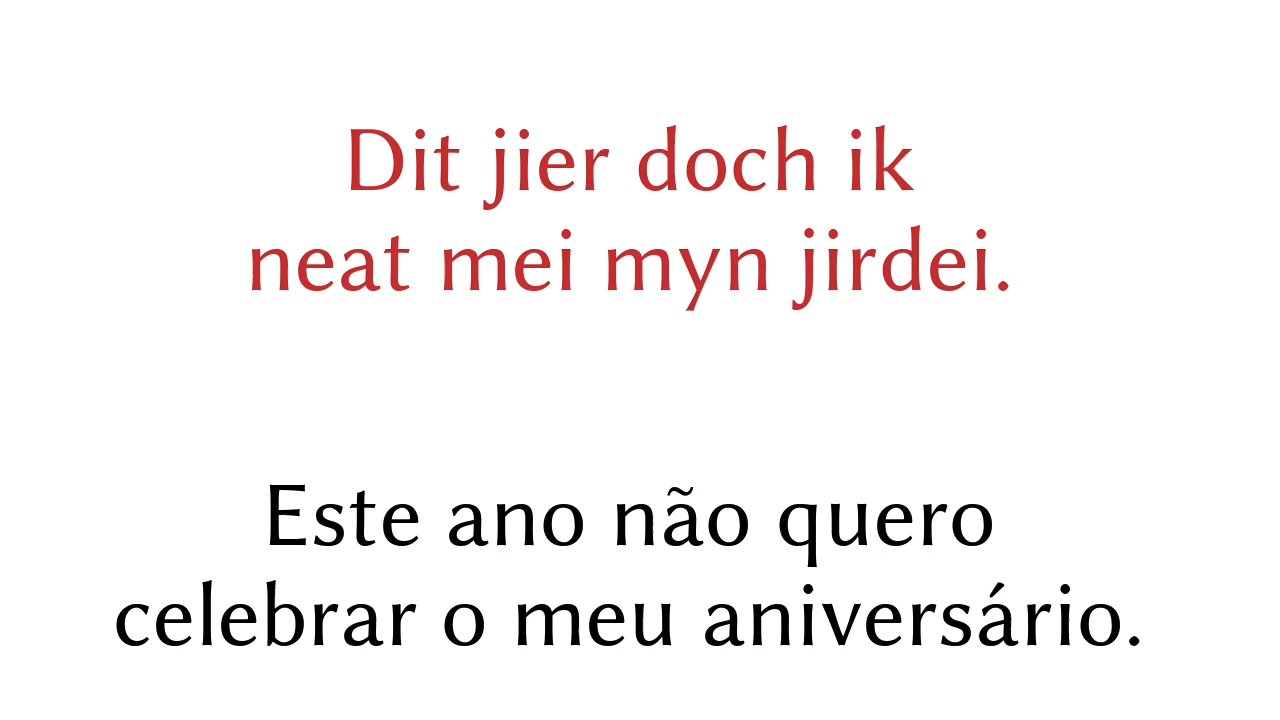 Dit jier doch ik
neat mei myn jirdei.
Este ano não quero
celebrar o meu aniversário.